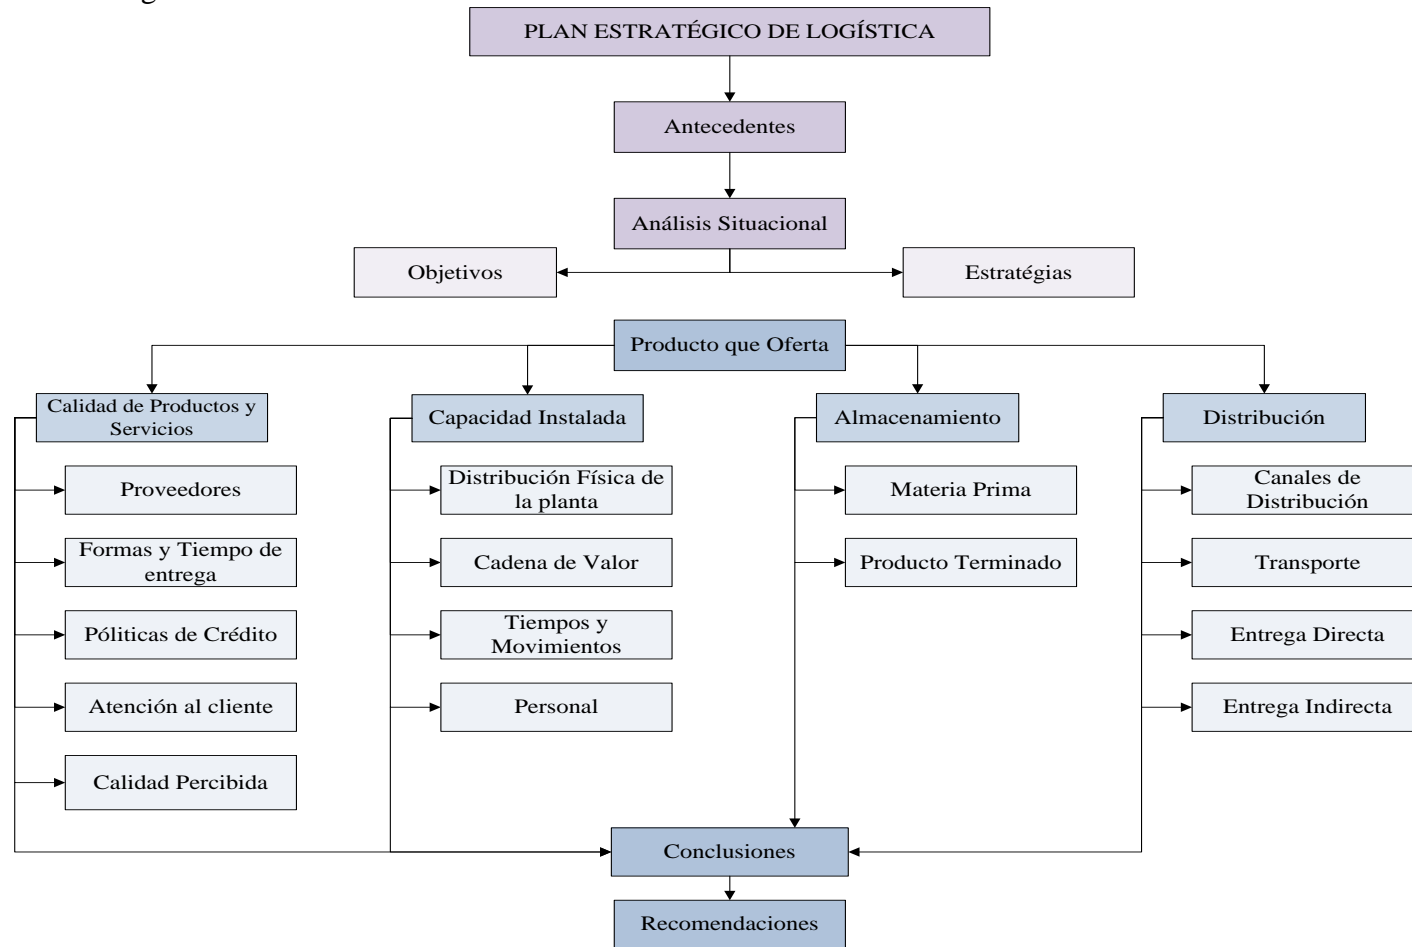 PLAN ESTRATÉGICO DE LOGÍSTICA
Antecedentes
Análisis Situacional
Objetivos
Estratégias
Producto que Oferta
Calidad de Productos y
Servicios
Capacidad Instalada
Almacenamiento
Distribución
Proveedores
Distribución Física de
la planta
Materia Prima
Canales de
Distribución
Formas y Tiempo de
entrega
Cadena de Valor
Producto Terminado
Transporte
Póliticas de Crédito
Tiempos y
Movimientos
Entrega Directa
Atención al cliente
Personal
Entrega Indirecta
Calidad Percibida
Conclusiones
Recomendaciones